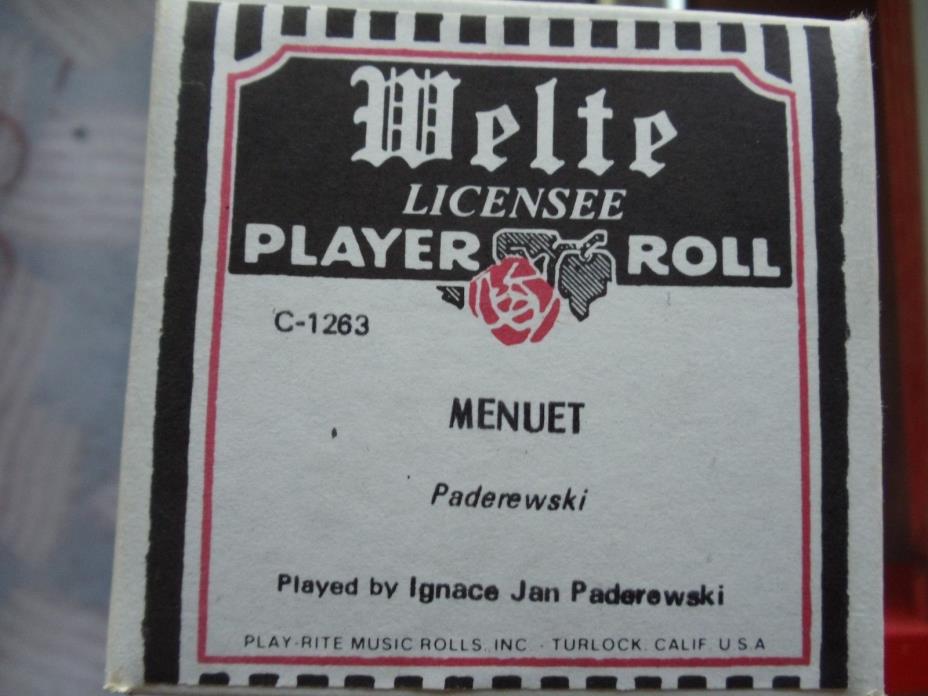 Welte
LICENSEE
PLAYER ROLL
C-1263
MENUET
Paderewski
Played by Ignace Jan Paderewski
PLAY-RITE MUSIC ROLLS, INC. · TURLOCK, CALIF. U.S.A